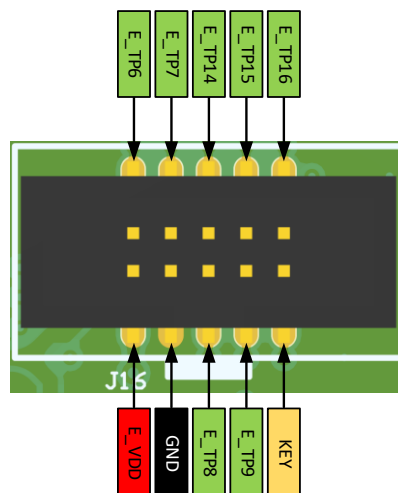 E_TP6
E_TP7
E_TP14
E_TP15
E_TP16
J16
E_VDD
GND
E_TP8
E_TP9
KEY